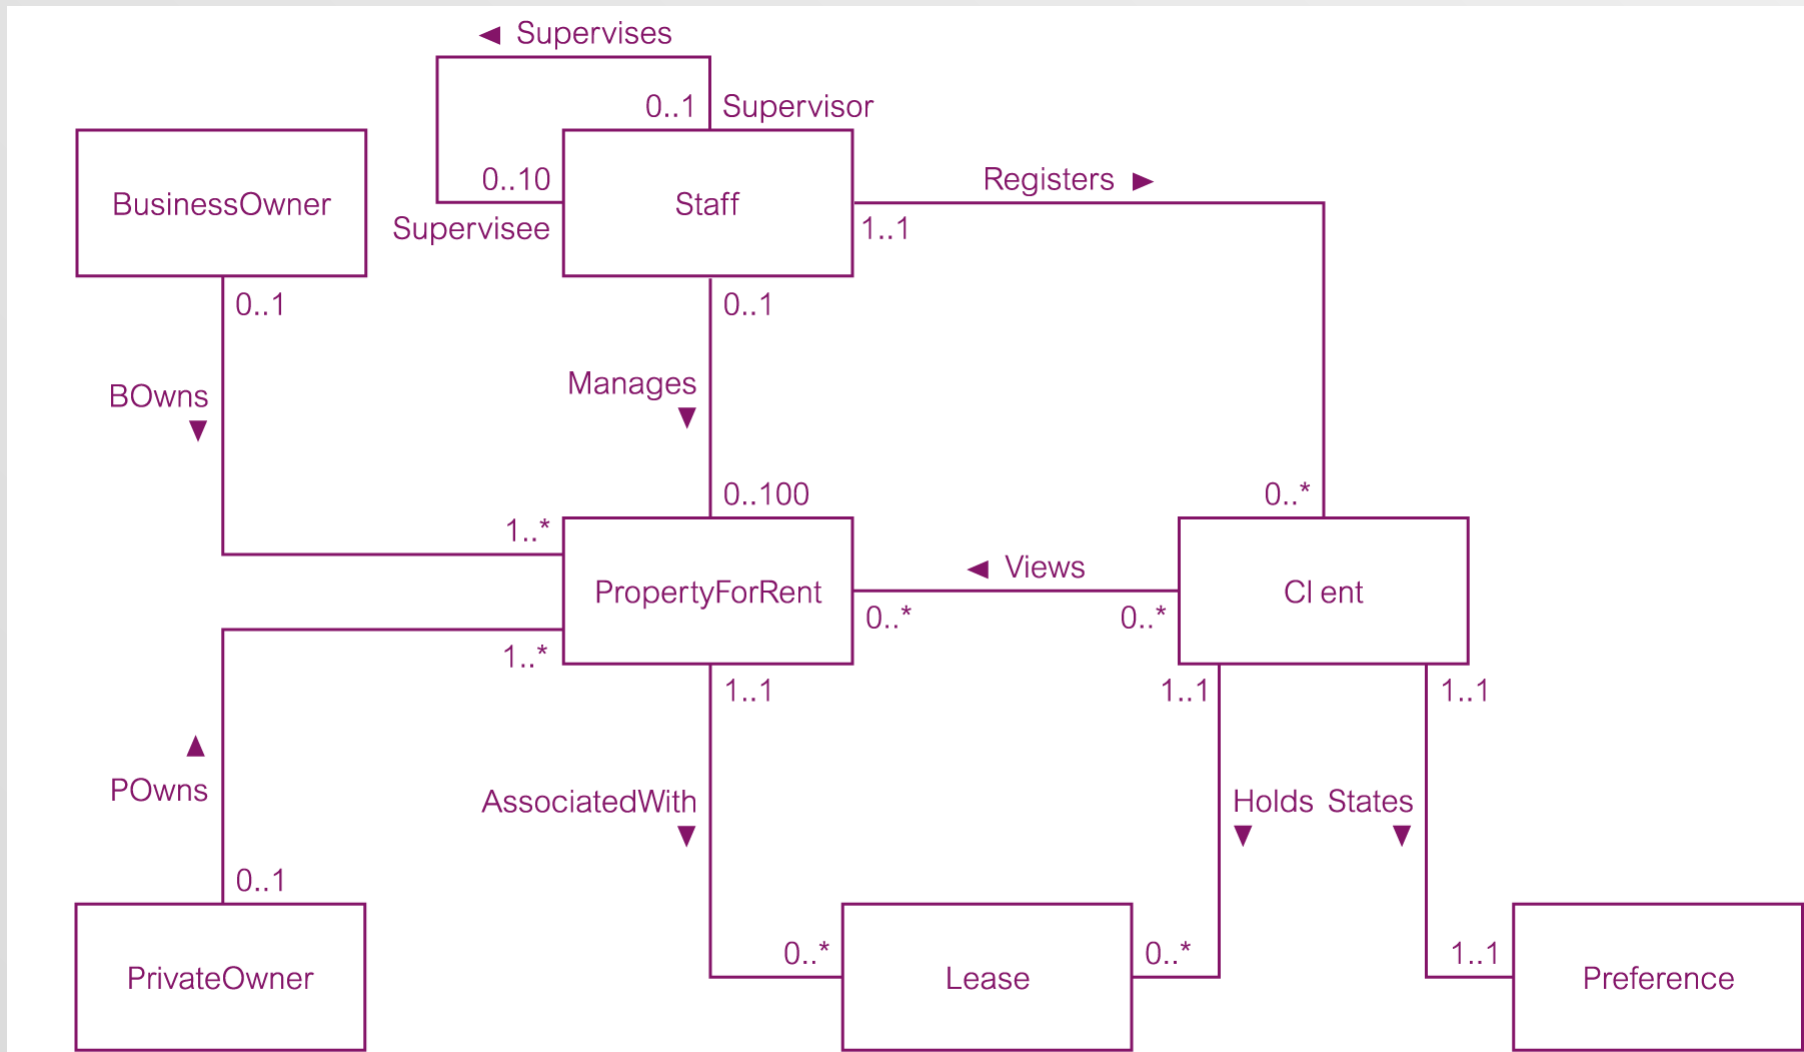 ◄ Supervises
0..1 Supervisor
BusinessOwner
0..10
Supervisee
Staff
Registers ►
1..1
0..1
0..1
BOwns
▼
Manages
▼
0..100
0..*
1..*
PropertyForRent
◄ Views
0..*
0..*
Cl ent
1..*
1..1
1..1
1..1
▲
POwns
AssociatedWith
▼
Holds
▼
States
▼
0..1
PrivateOwner
0..*
Lease
0..*
1..1
Preference